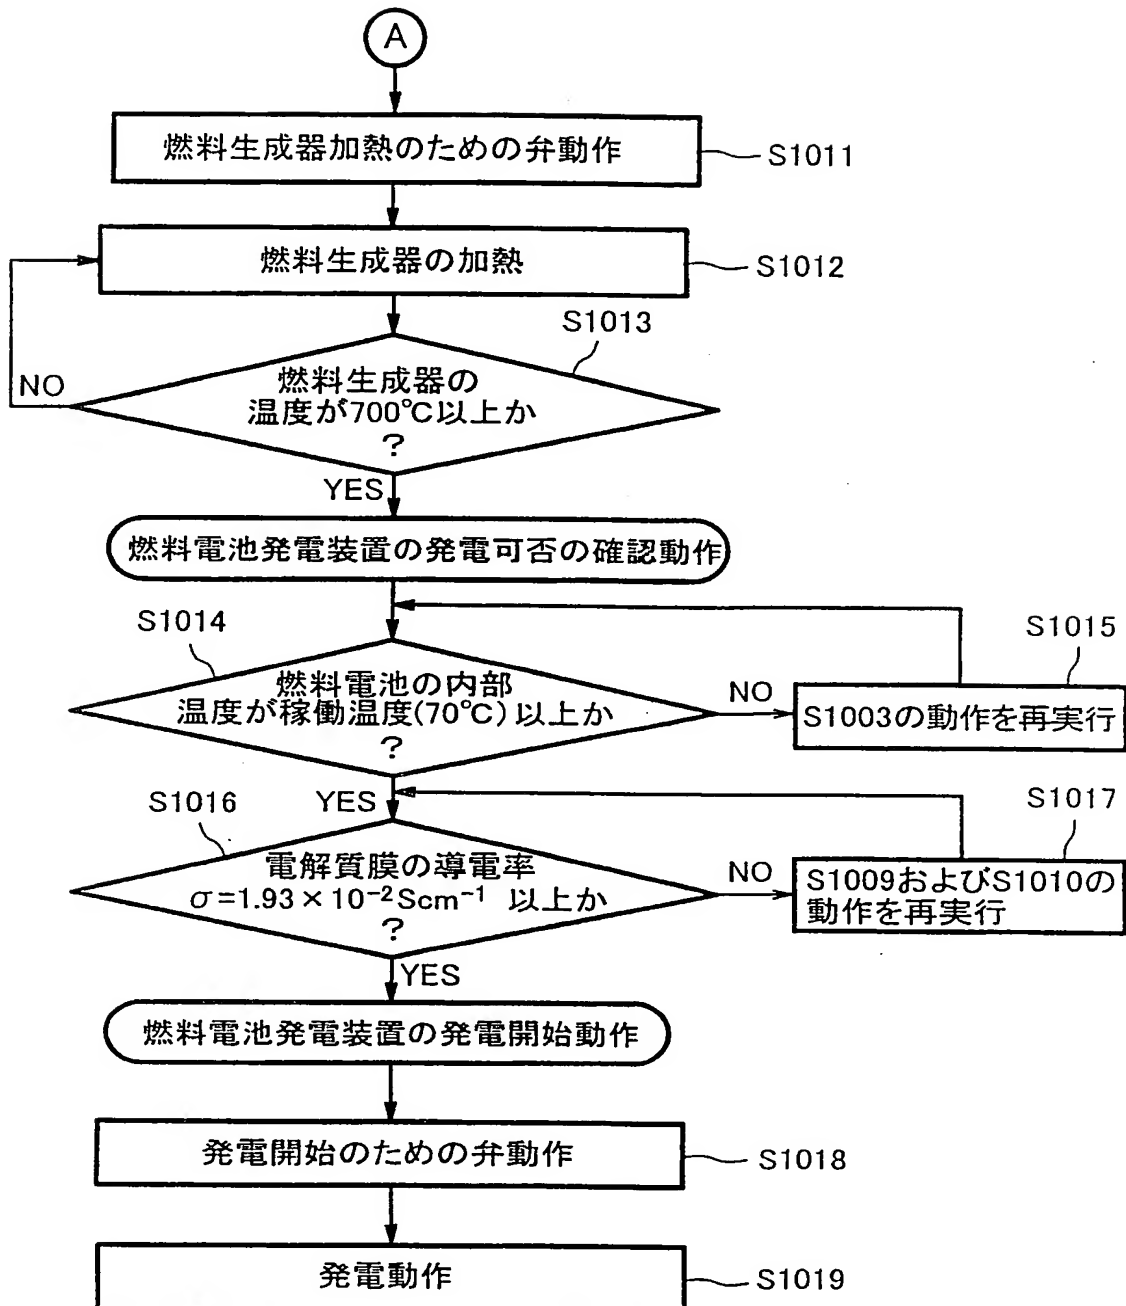 A
燃料生成器加熱のための弁動作
S1011
燃料生成器の加熱
S1012
S1013
NO
燃料生成器の
温度が700℃以上か
?
YES
燃料電池発電装置の発電可否の確認動作
S1014
S1015
燃料電池の内部
温度が稼働温度(70℃)以上か
?
NO
S1003の動作を再実行
S1016
YES
S1017
電解質膜の導電率
σ=1.93×10⁻²Scm⁻¹ 以上か
?
NO
S1009およびS1010の
動作を再実行
YES
燃料電池発電装置の発電開始動作
発電開始のための弁動作
S1018
発電動作
S1019